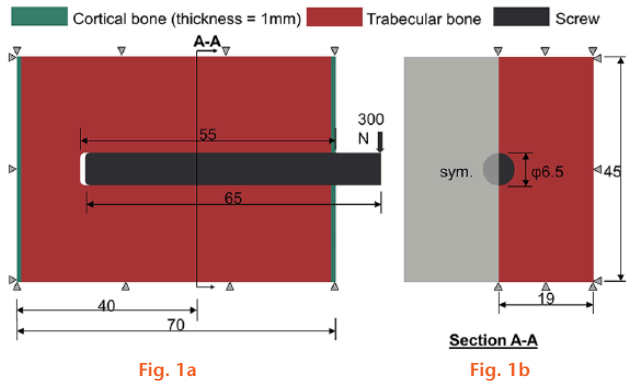 Cortical bone (thickness = 1mm) Trabecular bone Screw
A-A
300
N
55
65
sym.
φ6.5
45
40
19
70
Section A-A
Fig. 1a
Fig. 1b